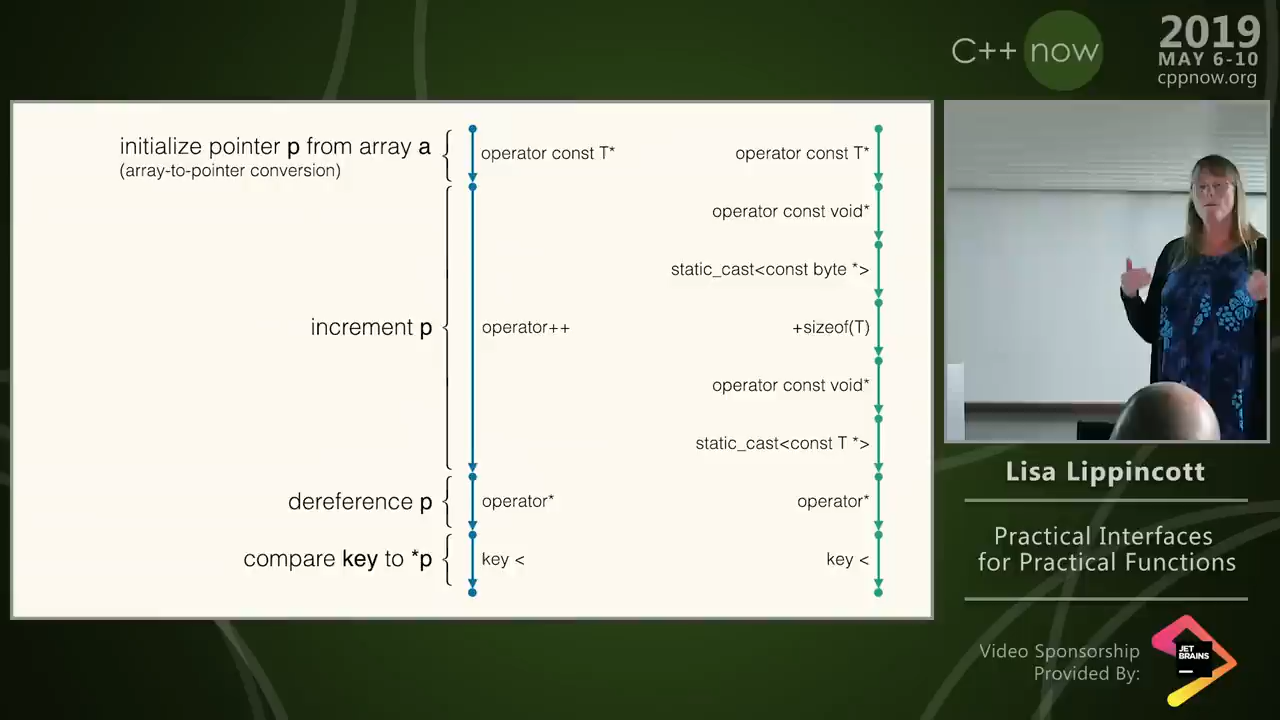 C++ now
2019
MAY 6-10
cppnow.org
initialize pointer p from array a
(array-to-pointer conversion)
increment p
dereference p
compare key to *p
operator const T*
operator++
operator*
key <
operator const T*
operator const void*
static_cast<const byte *>
+sizeof(T)
operator const void*
static_cast<const T *>
operator*
key <
Lisa Lippincott
Practical Interfaces
for Practical Functions
Video Sponsorship
Provided By:
JET
BRAINS